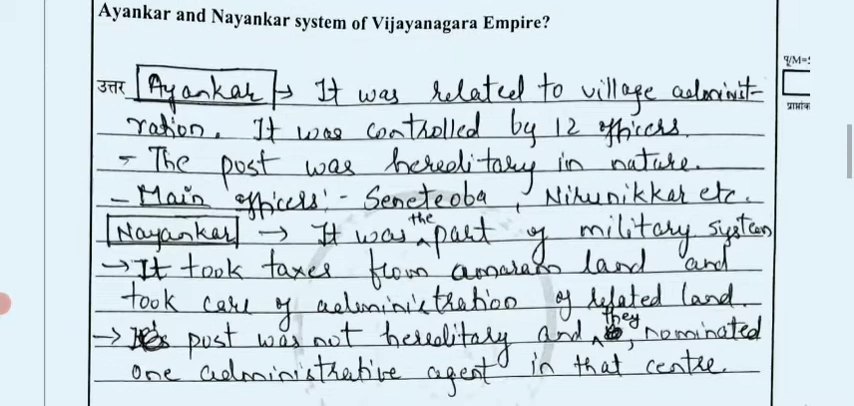 Ayankar and Nayankar system of Vijayanagara Empire?
पू/M=5
उत्तर Ayankar → It was related to village administ-
ration. It was controlled by 12 officers.
- The post was hereditary in nature.
- Main officers:- Seneteoba, Nirunikkar etc.
Nayankar → It was the part of military system
→ It took taxes from amaram land and
took care of administration of related land.
→ It's post was not hereditary and they, nominated
one administrative agent in that centre.